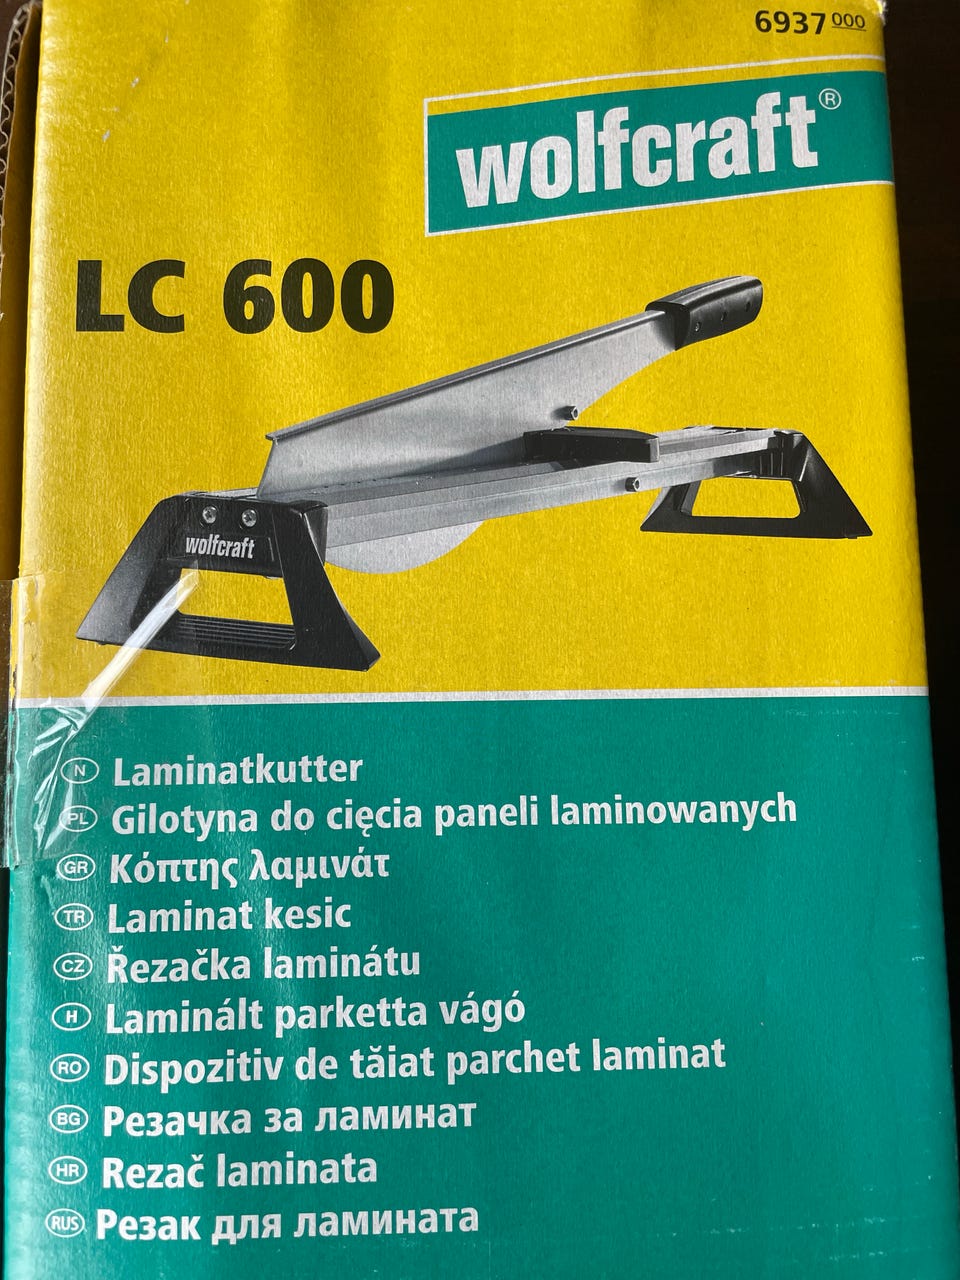 6937 000
wolfcraft®
LC 600
wolfcraft
N Laminatkutter
PL Gilotyna do cięcia paneli laminowanych
GR Κόπτης λαμινάτ
TR Laminat kesic
CZ Řezačka laminátu
H Laminált parketta vágó
RO Dispozitiv de tăiat parchet laminat
BG Резачка за ламинат
HR Rezač laminata
RUS Резак для ламината